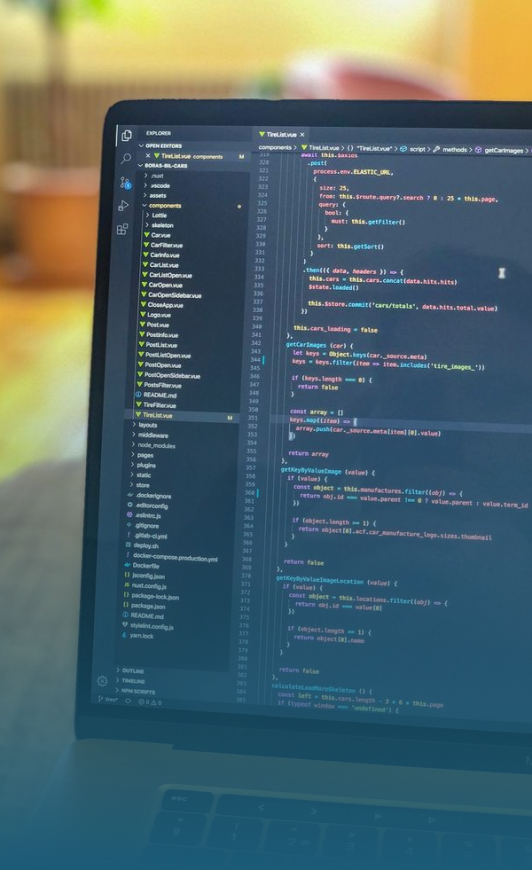 EXPLORER
OPEN EDITORS
TireList.vue components M
BORAS-BIL-CARS
.nuxt
.vscode
assets
components
Lottie
skeleton
Car.vue
CarFilter.vue
CarInfo.vue
CarList.vue
CarListOpen.vue
CarOpen.vue
CarOpenSidebar.vue
CloseApp.vue
Logo.vue
Post.vue
PostInfo.vue
PostList.vue
PostListOpen.vue
PostOpen.vue
PostOpenSidebar.vue
PostsFilter.vue
README.md
TireFilter.vue
TireList.vue M
layouts
middleware
node_modules
pages
plugins
static
store
.dockerignore
.editorconfig
.eslintrc.js
.gitignore
.gitlab-ci.yml
deploy.sh
docker-compose.production.yml
Dockerfile
jsconfig.json
nuxt.config.js
package-lock.json
package.json
README.md
stylelint.config.js
yarn.lock
OUTLINE
TIMELINE
NPM SCRIPTS
TireList.vue ×
components > TireList.vue > {} "TireList.vue" > script > methods > getCarImages
319 await this.$axios
320 .post(
321 process.env.ELASTIC_URL,
322 {
323 size: 25,
324 from: this.$route.query?.search ? 0 : 25 * this.page,
325 query: {
326 bool: {
327 must: this.getFilter()
328 }
329 },
330 sort: this.getSort()
331 }
332 )
333 .then(({ data, headers }) => {
334 this.cars = this.cars.concat(data.hits.hits)
335 $state.loaded()
336
337 this.$store.commit('cars/totals', data.hits.total.value)
338 })
339
340 this.cars_loading = false
341 },
342 getCarImages (car) {
343 let keys = Object.keys(car._source.meta)
344 keys = keys.filter(item => item.includes('tire_images_'))
345
346 if (keys.length === 0) {
347 return false
348 }
349
350 const array = []
351 keys.map((item) => {
352 array.push(car._source.meta[item][0].value)
353 })
354
355 return array
356 },
357 getKeyByValueImage (value) {
358 if (value) {
359 const object = this.manufactures.filter((obj) => {
360 return obj.id === value.parent !== 0 ? value.parent : value.term_id
361 })
362
363 if (object.length == 1) {
364 return object[0].acf.car_manufacture_logo.sizes.thumbnail
365 }
366 }
367
368 return false
369 },
370 getKeyByValueImageLocation (value) {
371 if (value) {
372 const object = this.locations.filter((obj) => {
373 return obj.id === value[0]
374 })
375
376 if (object.length == 1) {
377 return object[0].name
378 }
379 }
380
381 return false
382 },
383 calculateLoadMoreSkeleton () {
384 const left = this.cars.length - 2 + 6 * this.page
385 if (typeof window === "undefined") {
esc